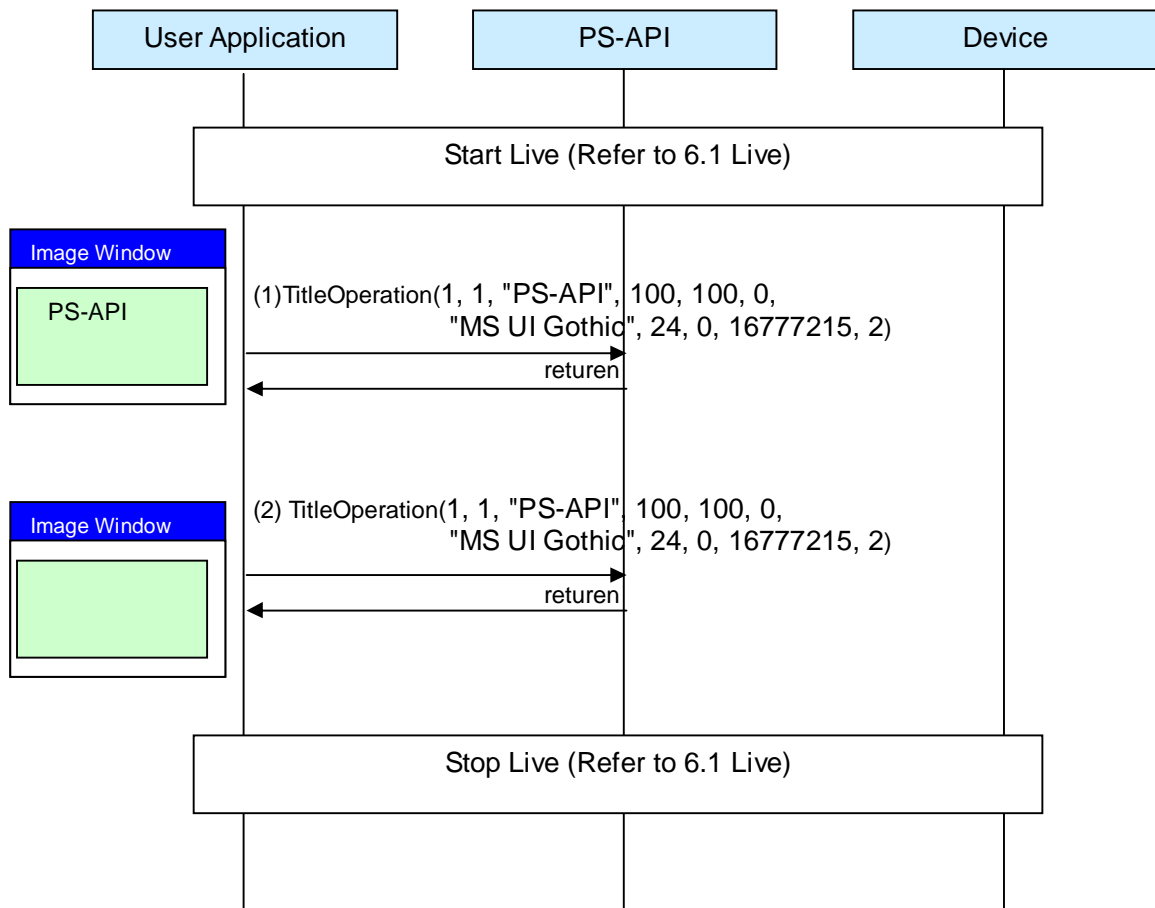 User Application
PS-API
Device
Start Live (Refer to 6.1 Live)
Image Window
PS-API
(1)TitleOperation(1, 1, "PS-API", 100, 100, 0,
"MS UI Gothic", 24, 0, 16777215, 2)
returen
Image Window
(2) TitleOperation(1, 1, "PS-API", 100, 100, 0,
"MS UI Gothic", 24, 0, 16777215, 2)
returen
Stop Live (Refer to 6.1 Live)